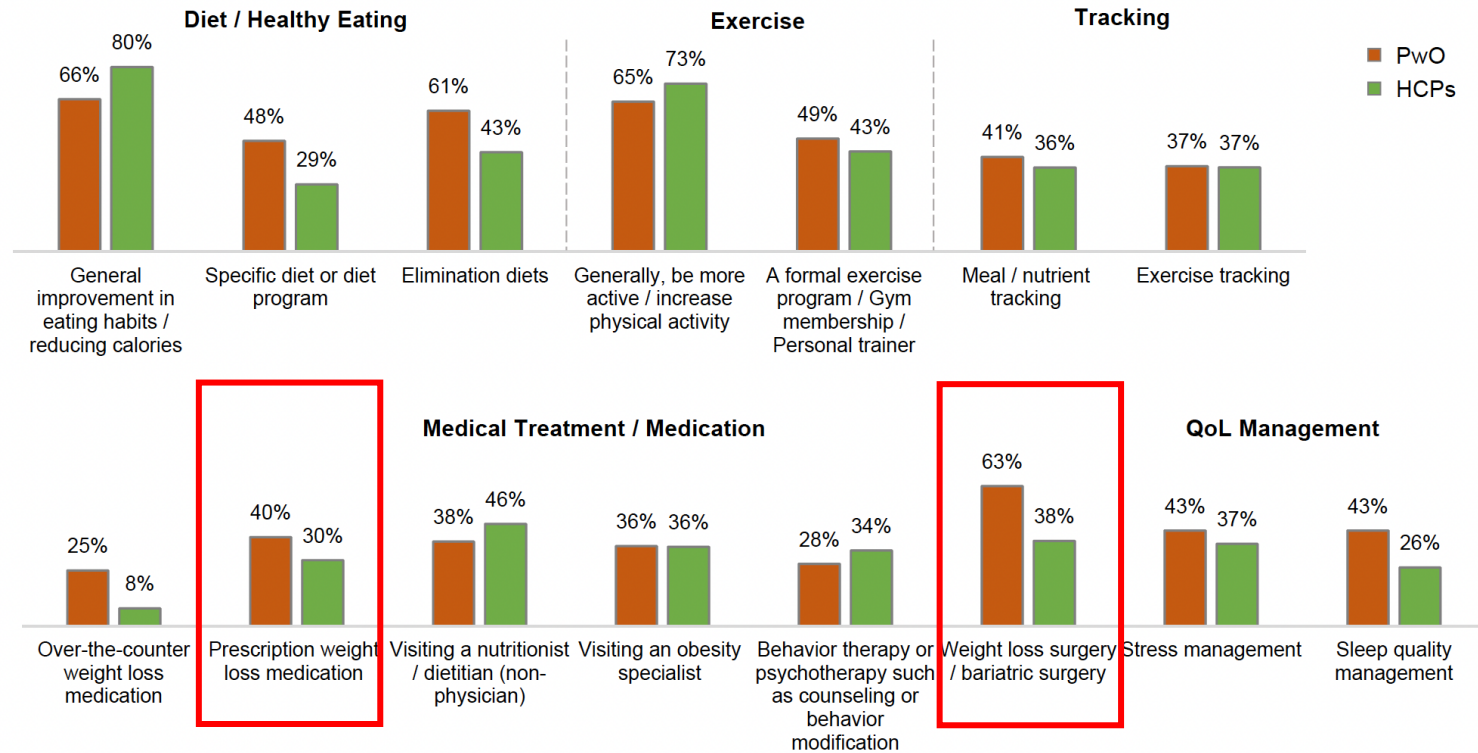 Diet / Healthy Eating
Exercise
Tracking
PwO
HCPs
66%
80%
48%
29%
61%
43%
65%
73%
49%
43%
41%
36%
37%
37%
General
improvement in
eating habits /
reducing calories
Specific diet or diet
program
Elimination diets
Generally, be more
active / increase
physical activity
A formal exercise
program / Gym
membership /
Personal trainer
Meal / nutrient
tracking
Exercise tracking
Medical Treatment / Medication
QoL Management
25%
8%
40%
30%
38%
46%
36%
36%
28%
34%
63%
38%
43%
37%
43%
26%
Over-the-counter
weight loss
medication
Prescription weight
loss medication
Visiting a nutritionist
/ dietitian (non-
physician)
Visiting an obesity
specialist
Behavior therapy or
psychotherapy such
as counseling or
behavior
modification
Weight loss surgery
/ bariatric surgery
Stress management
Sleep quality
management